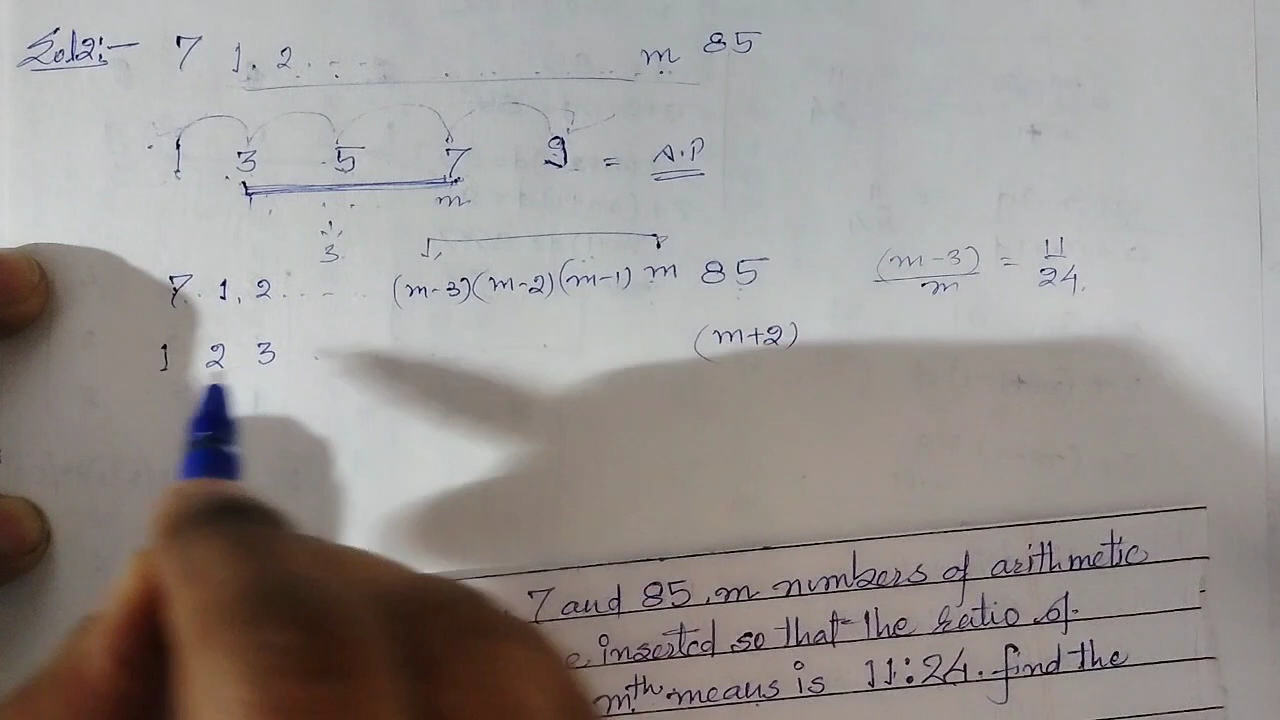 Sol2:- 7 1, 2 ........ m 85
1 3 5 7 9 = A.P
m
3
7 1, 2 ..... (m-3)(m-2)(m-1) m 85 (m-3)/m = 11/24.
1 2 3 (m+2)
7 and 85, m numbers of arithmetic
inserted so that the ratio of
mth means is 11:24. find the